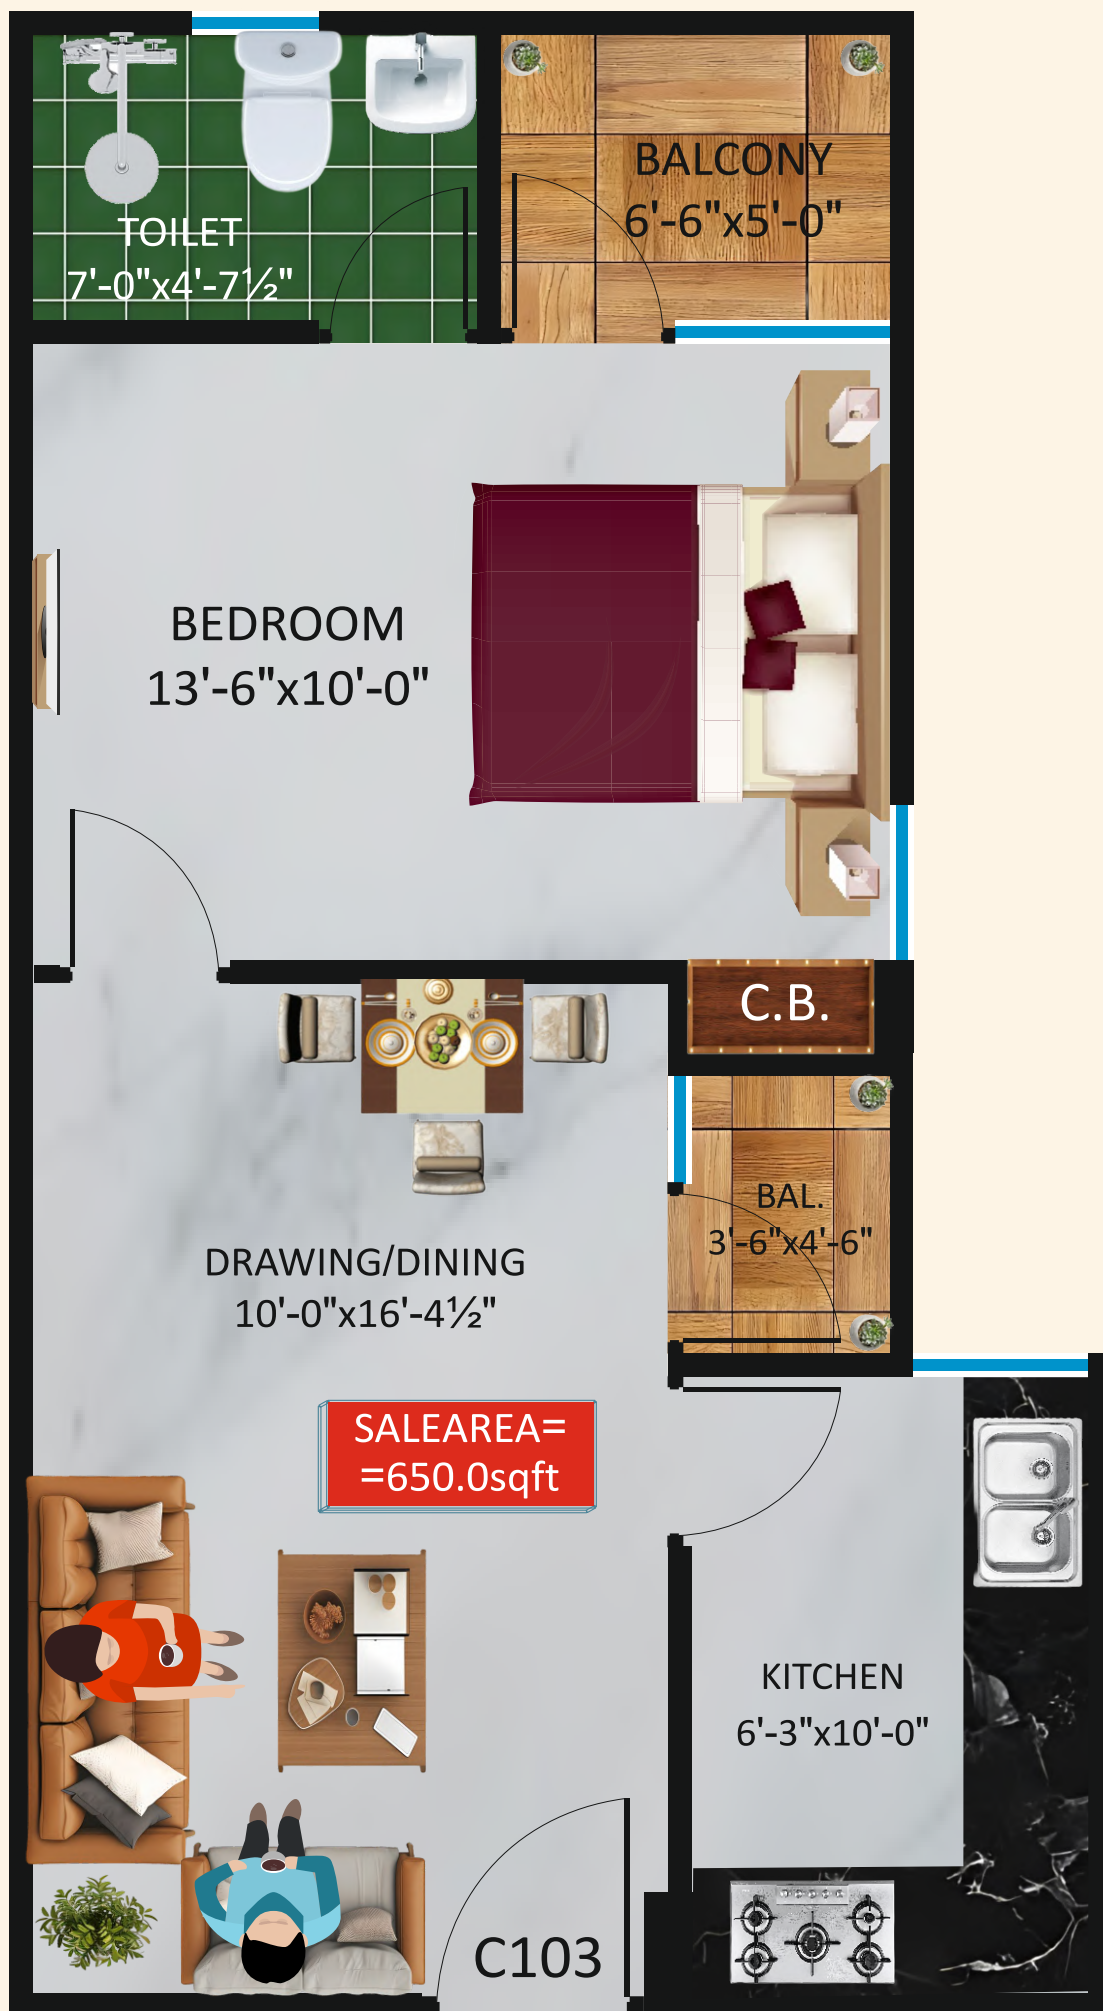 BALCONY
6'-6"x5'-0"
TOILET
7'-0"x4'-7½"
BEDROOM
13'-6"x10'-0"
C.B.
BAL.
3'-6"x4'-6"
DRAWING/DINING
10'-0"x16'-4½"
SALEAREA=
=650.0sqft
KITCHEN
6'-3"x10'-0"
C103